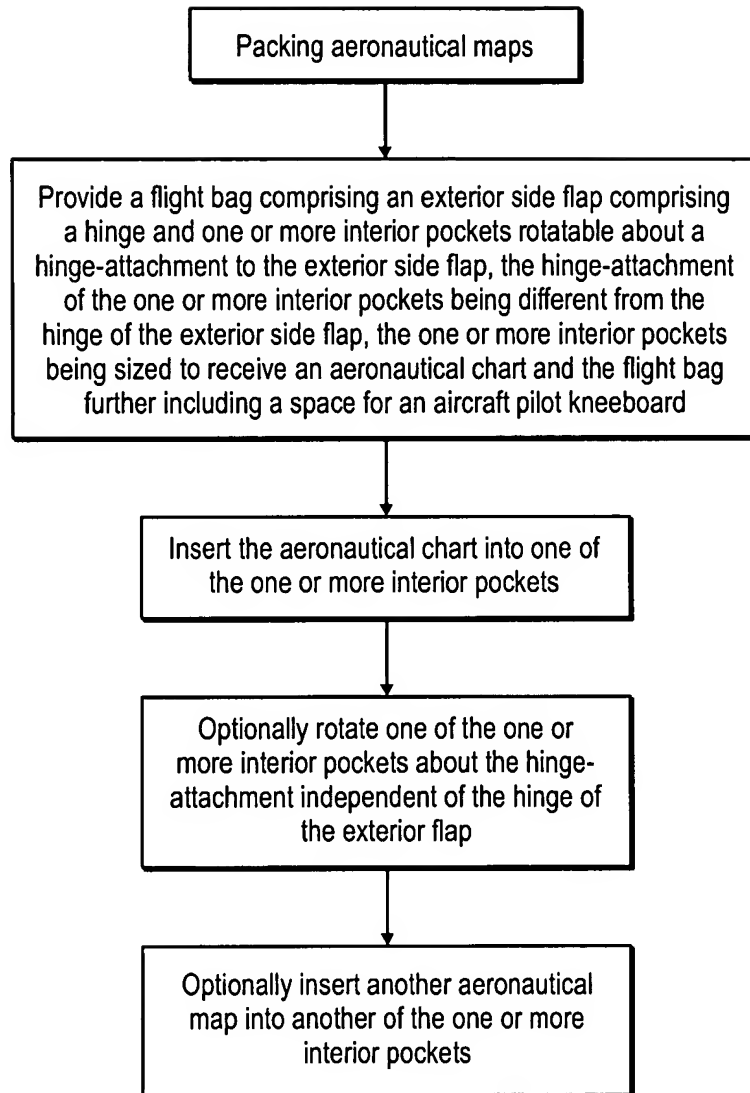 Packing aeronautical maps
Provide a flight bag comprising an exterior side flap comprising
a hinge and one or more interior pockets rotatable about a
hinge-attachment to the exterior side flap, the hinge-attachment
of the one or more interior pockets being different from the
hinge of the exterior side flap, the one or more interior pockets
being sized to receive an aeronautical chart and the flight bag
further including a space for an aircraft pilot kneeboard
Insert the aeronautical chart into one of
the one or more interior pockets
Optionally rotate one of the one or
more interior pockets about the hinge-
attachment independent of the hinge of
the exterior flap
Optionally insert another aeronautical
map into another of the one or more
interior pockets